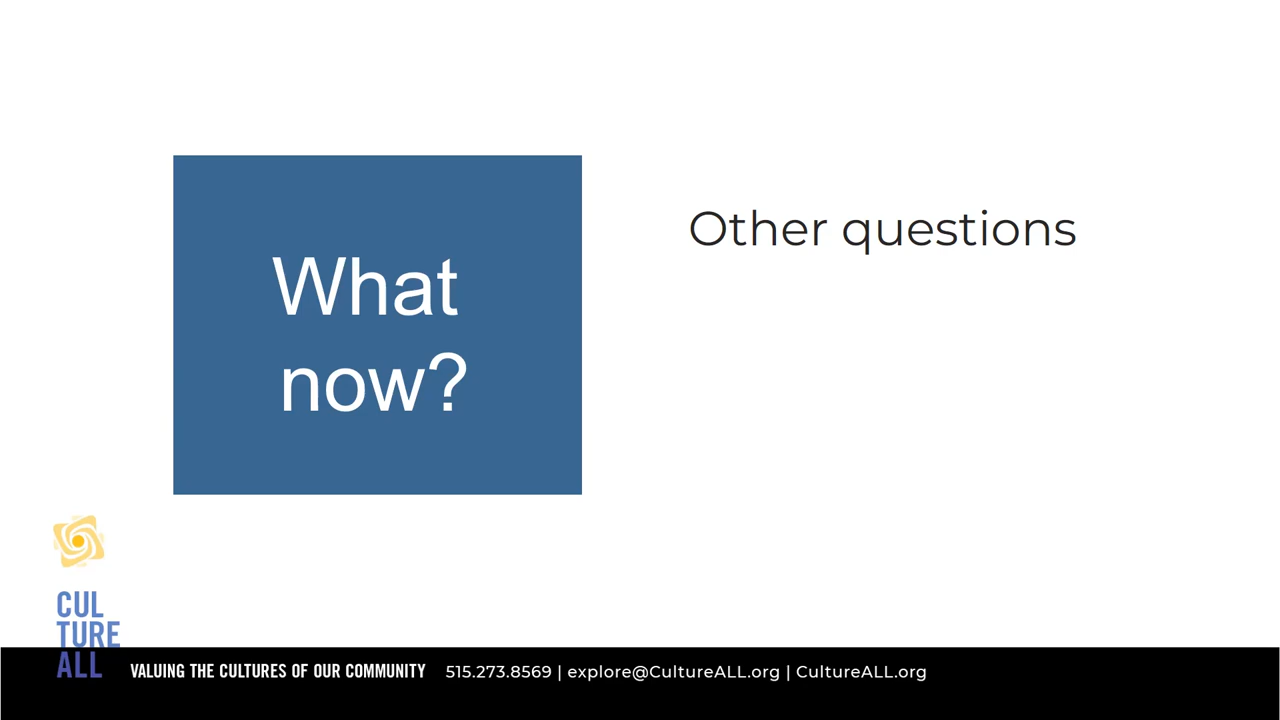 What
now?
Other questions
CUL
TURE
ALL
VALUING THE CULTURES OF OUR COMMUNITY 515.273.8569 | explore@CultureALL.org | CultureALL.org